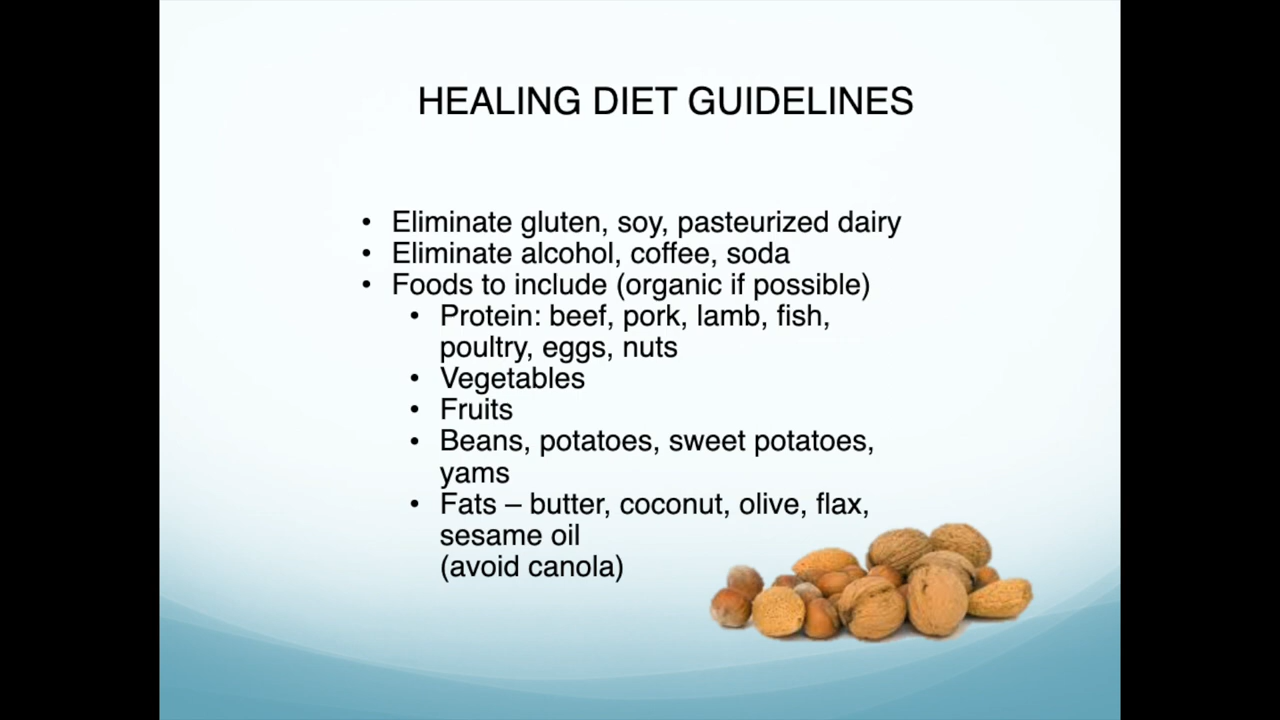 HEALING DIET GUIDELINES
• Eliminate gluten, soy, pasteurized dairy
• Eliminate alcohol, coffee, soda
• Foods to include (organic if possible)
• Protein: beef, pork, lamb, fish,
poultry, eggs, nuts
• Vegetables
• Fruits
• Beans, potatoes, sweet potatoes,
yams
• Fats – butter, coconut, olive, flax,
sesame oil
(avoid canola)